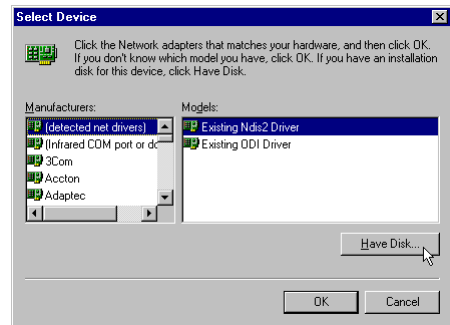 Select Device
Click the Network adapters that matches your hardware, and then click OK.
If you don't know which model you have, click OK. If you have an installation
disk for this device, click Have Disk.
Manufacturers:
Models:
(detected net drivers)
(Infrared COM port or dc
3Com
Accton
Adaptec
Existing Ndis2 Driver
Existing ODI Driver
Have Disk...
OK
Cancel